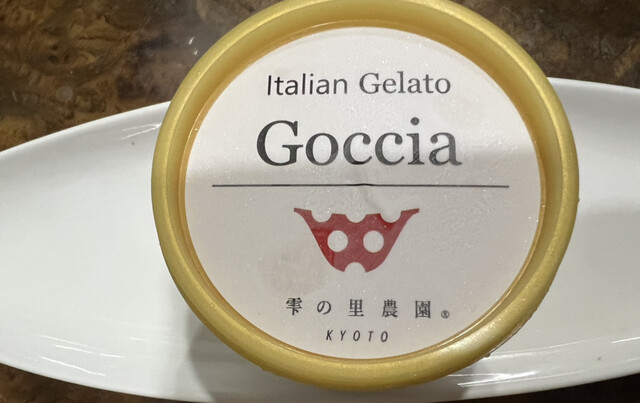 Italian Gelato
Goccia
雫の里農園®
KYOTO